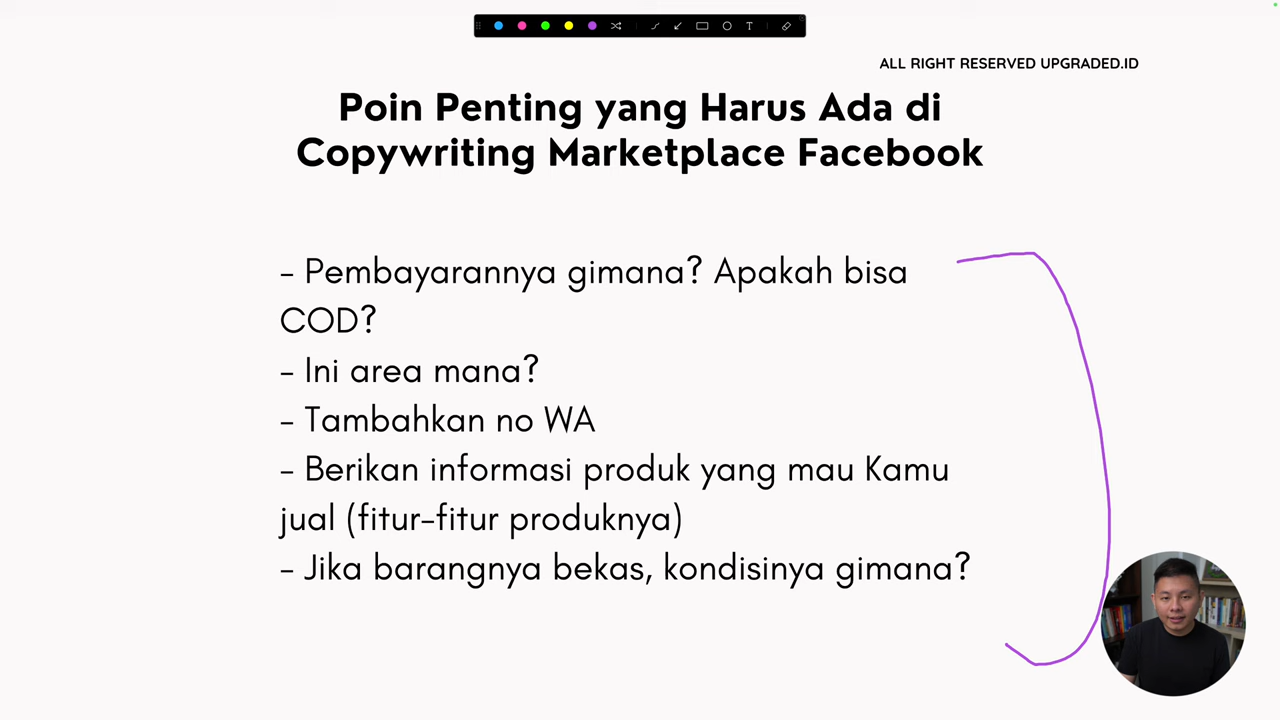 ALL RIGHT RESERVED UPGRADED.ID
Poin Penting yang Harus Ada di
Copywriting Marketplace Facebook
- Pembayarannya gimana? Apakah bisa
COD?
- Ini area mana?
- Tambahkan no WA
- Berikan informasi produk yang mau Kamu
jual (fitur-fitur produknya)
- Jika barangnya bekas, kondisinya gimana?